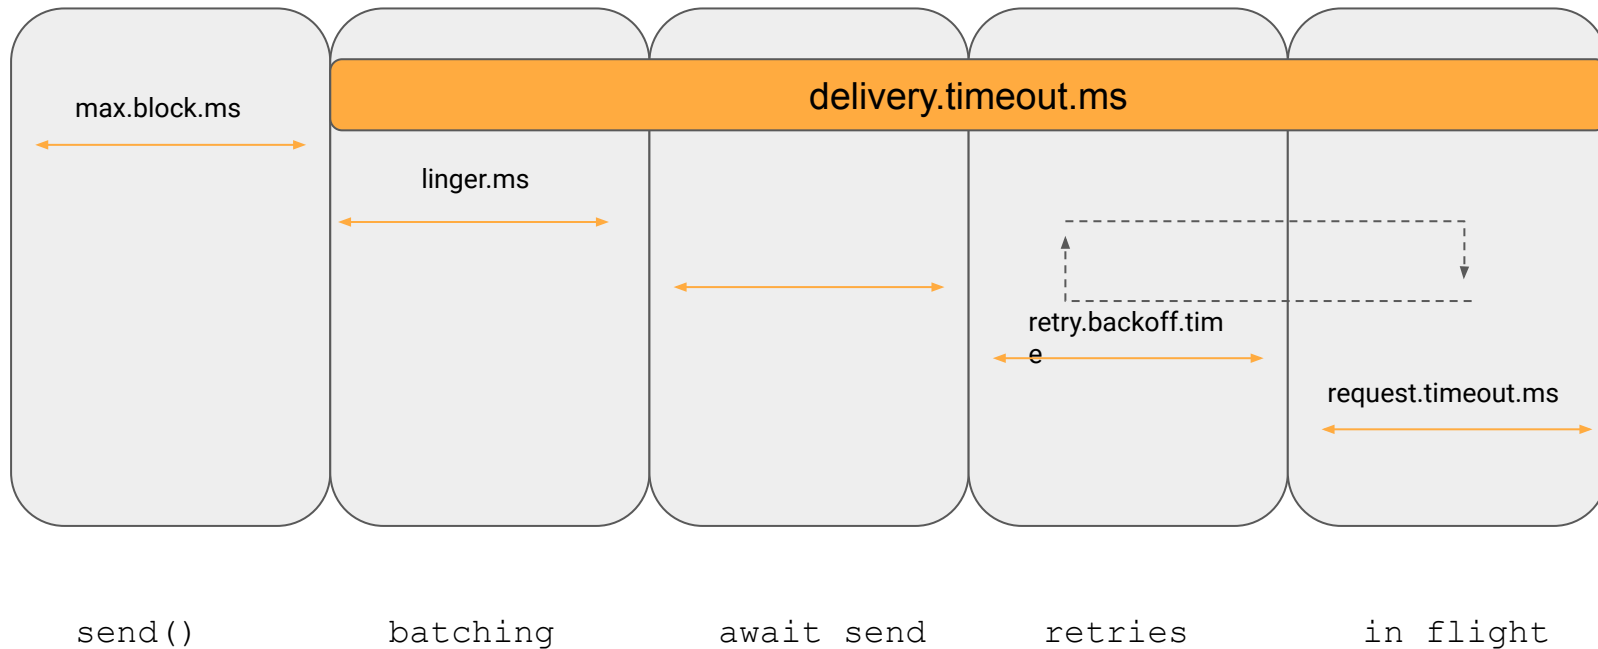 max.block.ms
delivery.timeout.ms
linger.ms
retry.backoff.tim
e
request.timeout.ms
send()
batching
await send
retries
in flight